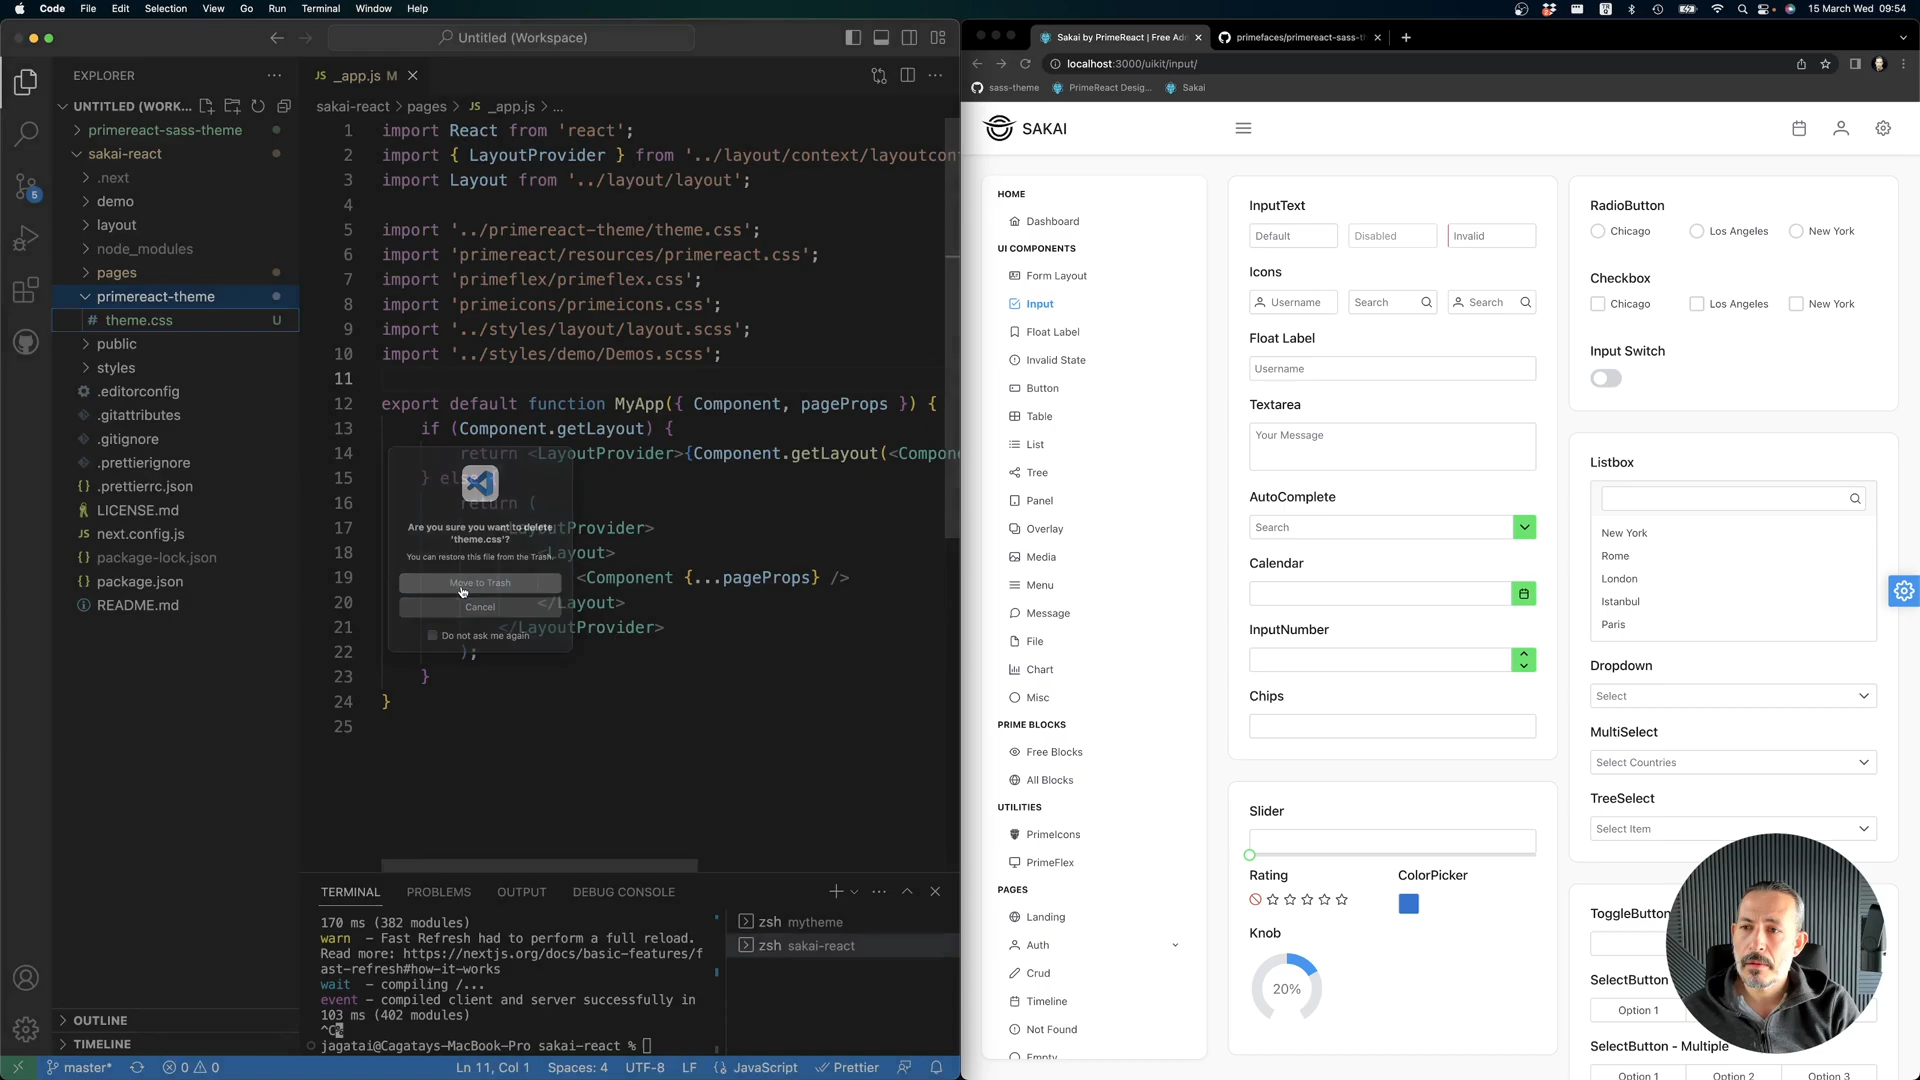 Code File Edit Selection View Go Run Terminal Window Help
15 March Wed 09:54
Untitled (Workspace)
EXPLORER
UNTITLED (WORK...
primereact-sass-theme
sakai-react
.next
demo
layout
node_modules
pages
primereact-theme
theme.css U
public
styles
.editorconfig
.gitattributes
.gitignore
.prettierignore
.prettierrc.json
LICENSE.md
next.config.js
package-lock.json
package.json
README.md
OUTLINE
TIMELINE
5
JS _app.js M
sakai-react > pages > JS _app.js > ...
1 import React from 'react';
2 import { LayoutProvider } from '../layout/context/layoutcon
3 import Layout from '../layout/layout';
4
5 import '../primereact-theme/theme.css';
6 import 'primereact/resources/primereact.css';
7 import 'primeflex/primeflex.css';
8 import 'primeicons/primeicons.css';
9 import '../styles/layout/layout.scss';
10 import '../styles/demo/Demos.scss';
11
12 export default function MyApp({ Component, pageProps }) {
13 if (Component.getLayout) {
14 return <LayoutProvider>{Component.getLayout(<Compone
15 } else
16 return (
17 outProvider>
18 <Layout>
19 <Component {...pageProps} />
20 </Layout>
21 </LayoutProvider>
22 );
23 }
24 }
25
Are you sure you want to delete
'theme.css'?
You can restore this file from the Trash.
Move to Trash
Cancel
Do not ask me again
TERMINAL PROBLEMS OUTPUT DEBUG CONSOLE
170 ms (382 modules)
warn - Fast Refresh had to perform a full reload.
Read more: https://nextjs.org/docs/basic-features/f
ast-refresh#how-it-works
wait - compiling /...
event - compiled client and server successfully in
103 ms (402 modules)
^C
jagatai@Cagatays-MacBook-Pro sakai-react %
zsh mytheme
zsh sakai-react
master* 0 0
Ln 11, Col 1 Spaces: 4 UTF-8 LF JavaScript Prettier
Sakai by PrimeReact | Free Adm
primefaces/primereact-sass-th
localhost:3000/uikit/input/
sass-theme PrimeReact Desig... Sakai
SAKAI
HOME
Dashboard
UI COMPONENTS
Form Layout
Input
Float Label
Invalid State
Button
Table
List
Tree
Panel
Overlay
Media
Menu
Message
File
Chart
Misc
PRIME BLOCKS
Free Blocks
All Blocks
UTILITIES
PrimeIcons
PrimeFlex
PAGES
Landing
Auth
Crud
Timeline
Not Found
Empty
InputText
Default Disabled Invalid
Icons
Username Search Search
Float Label
Username
Textarea
Your Message
AutoComplete
Search
Calendar
InputNumber
Chips
Slider
Rating ColorPicker
Knob
20%
RadioButton
Chicago Los Angeles New York
Checkbox
Chicago Los Angeles New York
Input Switch
Listbox
New York
Rome
London
Istanbul
Paris
Dropdown
Select
MultiSelect
Select Countries
TreeSelect
Select Item
ToggleButton
SelectButton
Option 1
SelectButton - Multiple
Option 1 Option 2 Option 3